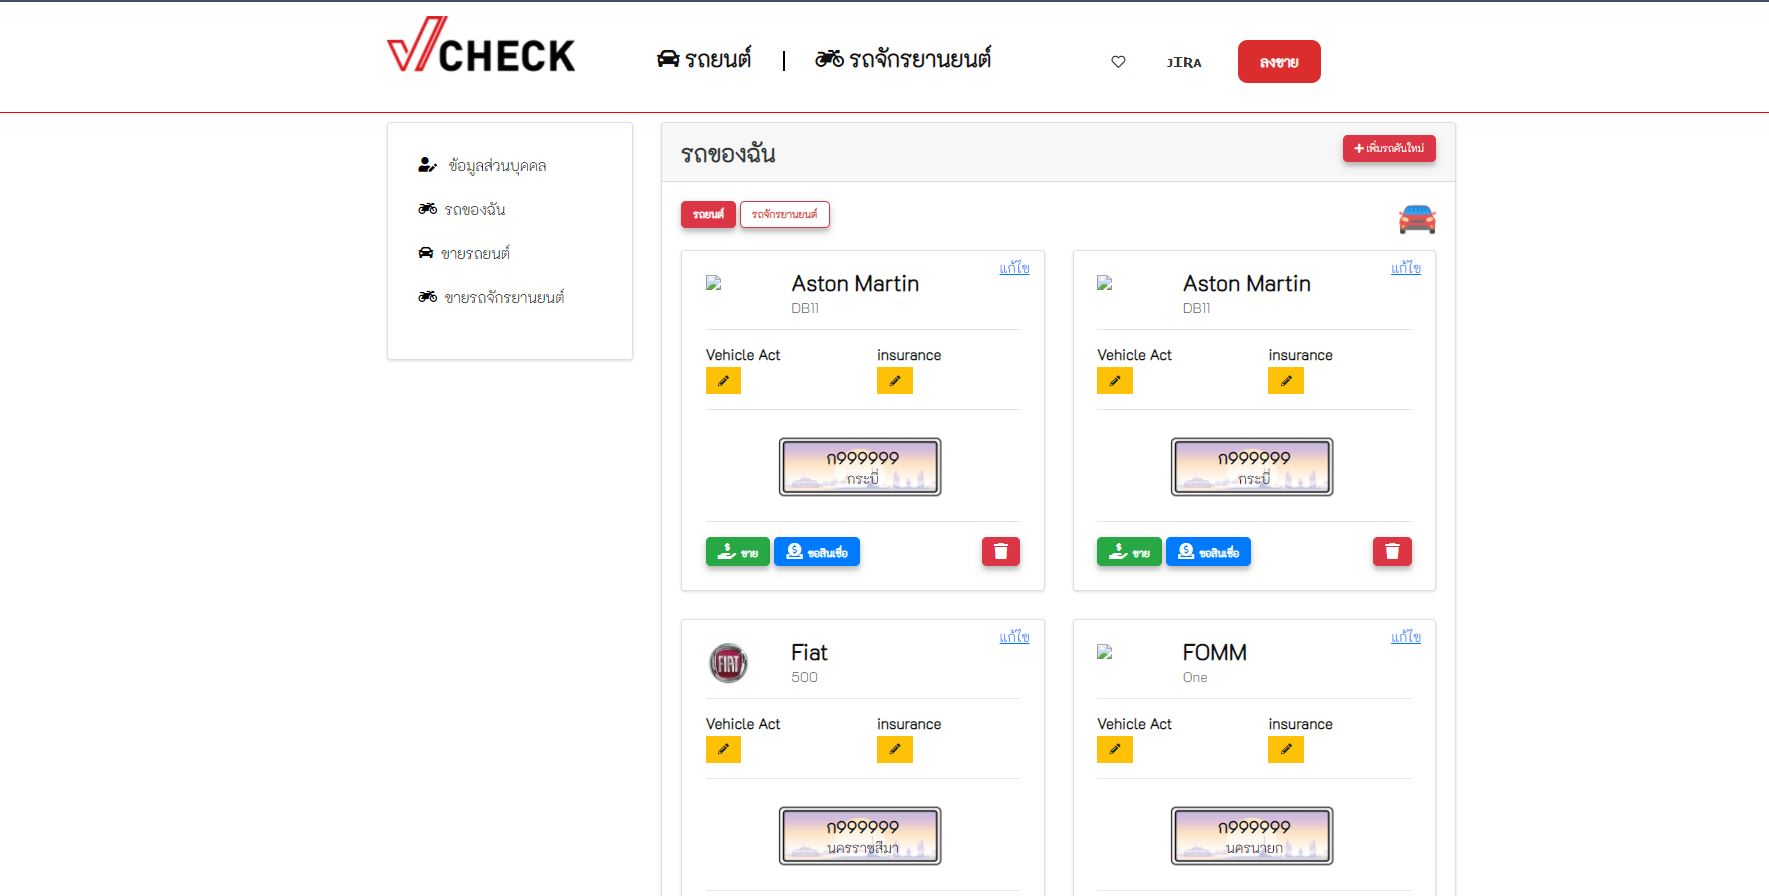 CHECK
รถยนต์ | รถจักรยานยนต์
JIRA
ลงขาย
ข้อมูลส่วนบุคคล
รถของฉัน
ขายรถยนต์
ขายรถจักรยานยนต์
รถของฉัน
+ เพิ่มรถคันใหม่
รถยนต์ รถจักรยานยนต์
แก้ไข
Aston Martin
DB11
Vehicle Act insurance
ก999999
กระบี่
ขาย ขอสินเชื่อ
แก้ไข
Aston Martin
DB11
Vehicle Act insurance
ก999999
กระบี่
ขาย ขอสินเชื่อ
แก้ไข
FIAT
Fiat
500
Vehicle Act insurance
ก999999
นครราชสีมา
แก้ไข
FOMM
One
Vehicle Act insurance
ก999999
นครนายก